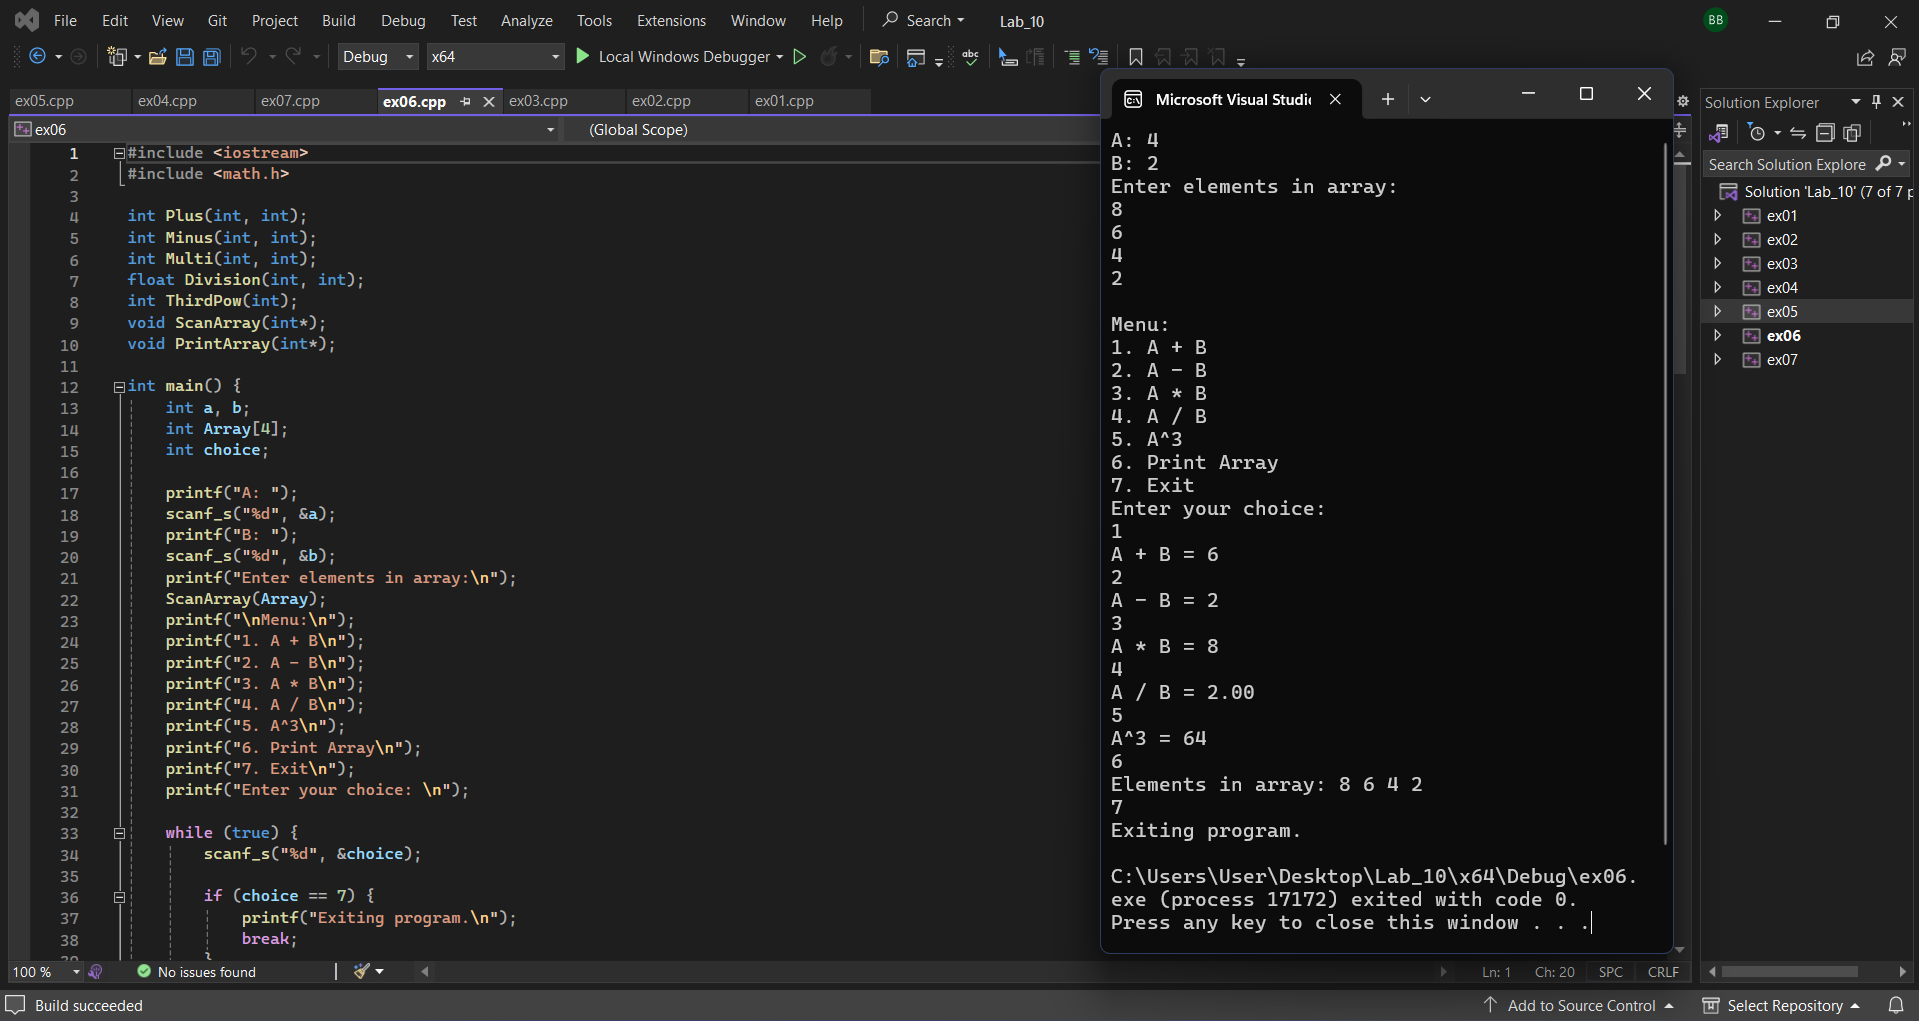 File Edit View Git Project Build Debug Test Analyze Tools Extensions Window Help Search Lab_10 BB
Debug x64 Local Windows Debugger abc
ex05.cpp ex04.cpp ex07.cpp ex06.cpp ex03.cpp ex02.cpp ex01.cpp
ex06 (Global Scope)
1 #include <iostream>
2 #include <math.h>
3
4 int Plus(int, int);
5 int Minus(int, int);
6 int Multi(int, int);
7 float Division(int, int);
8 int ThirdPow(int);
9 void ScanArray(int*);
10 void PrintArray(int*);
11
12 int main() {
13 int a, b;
14 int Array[4];
15 int choice;
16
17 printf("A: ");
18 scanf_s("%d", &a);
19 printf("B: ");
20 scanf_s("%d", &b);
21 printf("Enter elements in array:\n");
22 ScanArray(Array);
23 printf("\nMenu:\n");
24 printf("1. A + B\n");
25 printf("2. A - B\n");
26 printf("3. A * B\n");
27 printf("4. A / B\n");
28 printf("5. A^3\n");
29 printf("6. Print Array\n");
30 printf("7. Exit\n");
31 printf("Enter your choice: \n");
32
33 while (true) {
34 scanf_s("%d", &choice);
35
36 if (choice == 7) {
37 printf("Exiting program.\n");
38 break;
39 }
Microsoft Visual Studi
A: 4
B: 2
Enter elements in array:
8
6
4
2
Menu:
1. A + B
2. A - B
3. A * B
4. A / B
5. A^3
6. Print Array
7. Exit
Enter your choice:
1
A + B = 6
2
A - B = 2
3
A * B = 8
4
A / B = 2.00
5
A^3 = 64
6
Elements in array: 8 6 4 2
7
Exiting program.
C:\Users\User\Desktop\Lab_10\x64\Debug\ex06.
exe (process 17172) exited with code 0.
Press any key to close this window . . .
Solution Explorer
Search Solution Explore
Solution 'Lab_10' (7 of 7 p
ex01
ex02
ex03
ex04
ex05
ex06
ex07
100 % No issues found Ln: 1 Ch: 20 SPC CRLF
Build succeeded Add to Source Control Select Repository